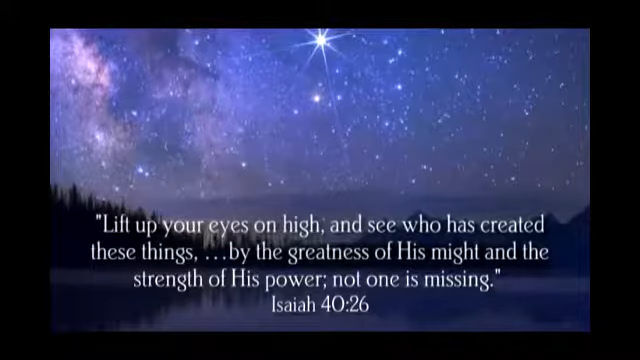 "Lift up your eyes on high, and see who has created
these things, ...by the greatness of His might and the
strength of His power; not one is missing."
Isaiah 40:26